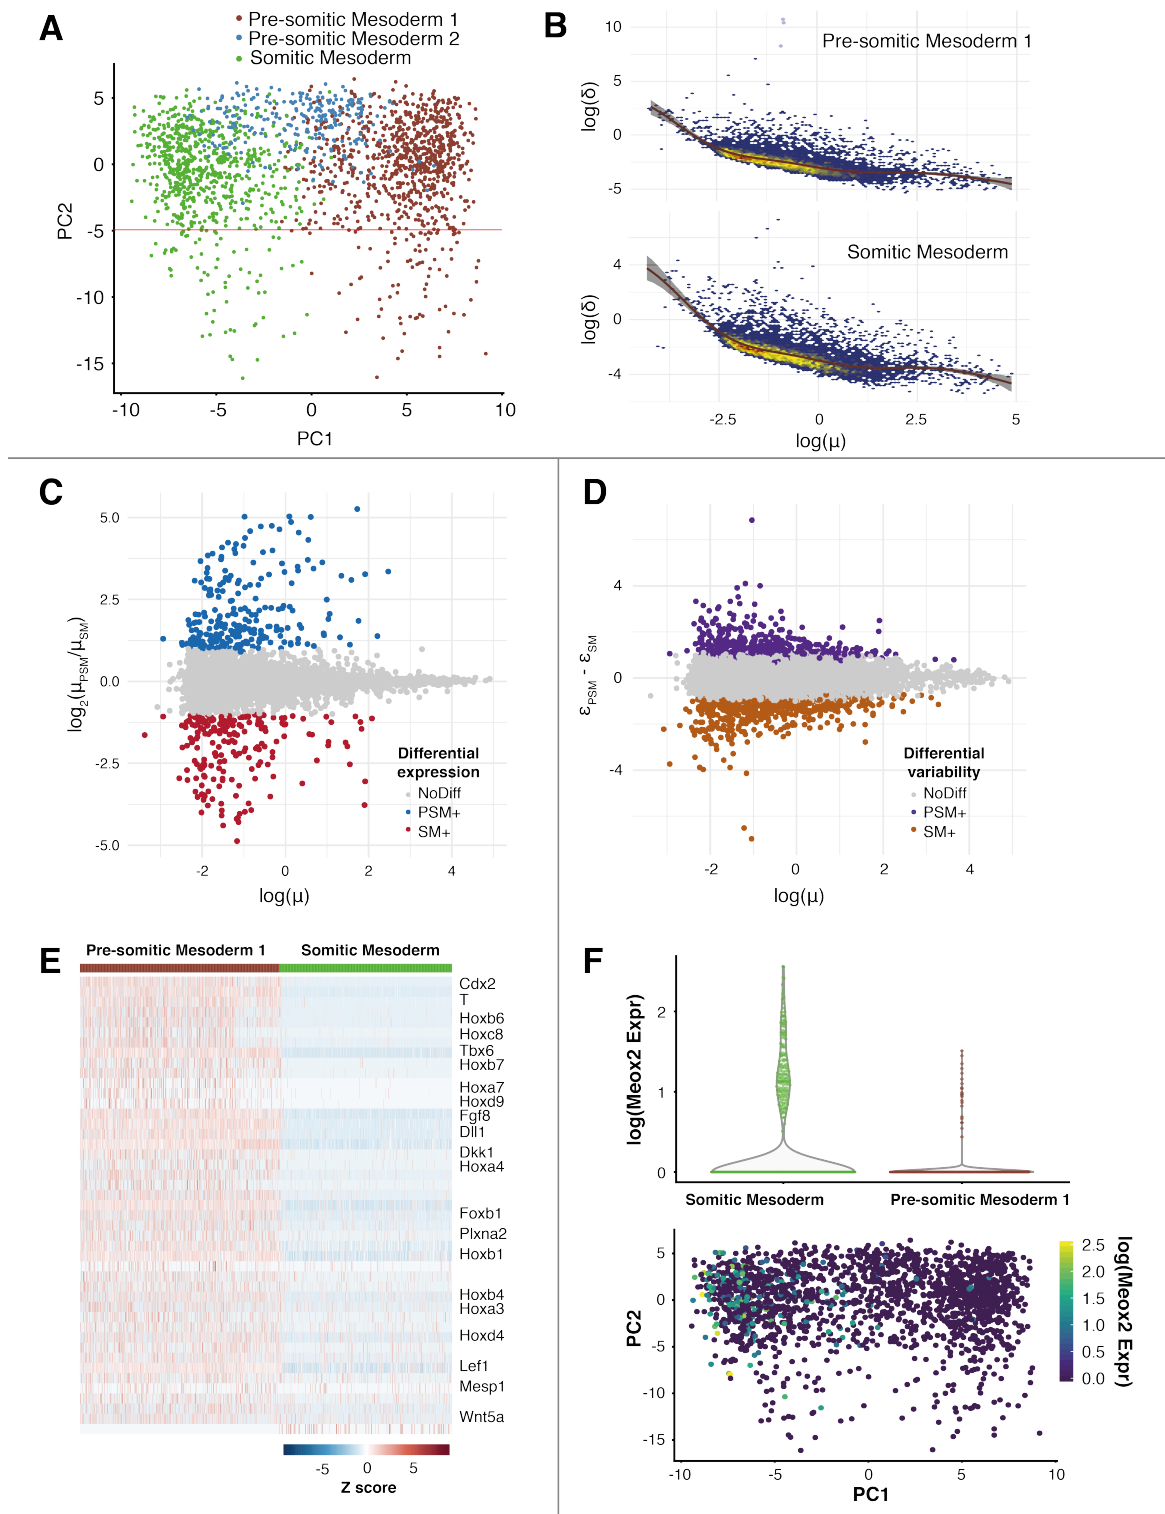 A
Pre-somitic Mesoderm 1
Pre-somitic Mesoderm 2
Somitic Mesoderm
5
0
-5
-10
-15
PC2
-10
-5
0
5
10
PC1
B
Pre-somitic Mesoderm 1
10
5
0
-5
log(δ)
Somitic Mesoderm
4
0
-4
log(δ)
-2.5
0
2.5
5
log(μ)
C
5.0
2.5
0.0
-2.5
-5.0
log2(μPSM/μSM)
Differential
expression
NoDiff
PSM+
SM+
-2
0
2
4
log(μ)
D
4
0
-4
εPSM - εSM
Differential
variability
NoDiff
PSM+
SM+
-2
0
2
4
log(μ)
E
Pre-somitic Mesoderm 1
Somitic Mesoderm
Cdx2
T
Hoxb6
Hoxc8
Tbx6
Hoxb7
Hoxa7
Hoxd9
Fgf8
Dll1
Dkk1
Hoxa4
Foxb1
Plxna2
Hoxb1
Hoxb4
Hoxa3
Hoxd4
Lef1
Mesp1
Wnt5a
-5
0
5
Z score
F
2
1
0
log(Meox2 Expr)
Somitic Mesoderm
Pre-somitic Mesoderm 1
5
0
-5
-10
-15
PC2
-10
-5
0
5
10
PC1
2.5
2.0
1.5
1.0
0.5
0.0
log(Meox2 Expr)